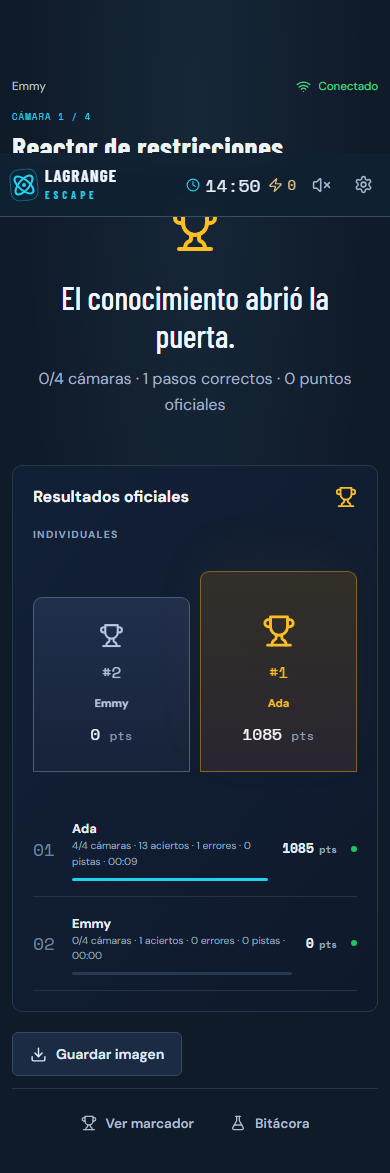 Emmy
Conectado
CÁMARA 1 / 4
Reactor de restricciones
LAGRANGE
ESCAPE
14:50
0
El conocimiento abrió la
puerta.
0/4 cámaras · 1 pasos correctos · 0 puntos
oficiales
Resultados oficiales
INDIVIDUALES
#2
Emmy
0 pts
#1
Ada
1085 pts
01
Ada
4/4 cámaras · 13 aciertos · 1 errores · 0
pistas · 00:09
1085 pts
02
Emmy
0/4 cámaras · 1 aciertos · 0 errores · 0 pistas ·
00:00
0 pts
Guardar imagen
Ver marcador
Bitácora